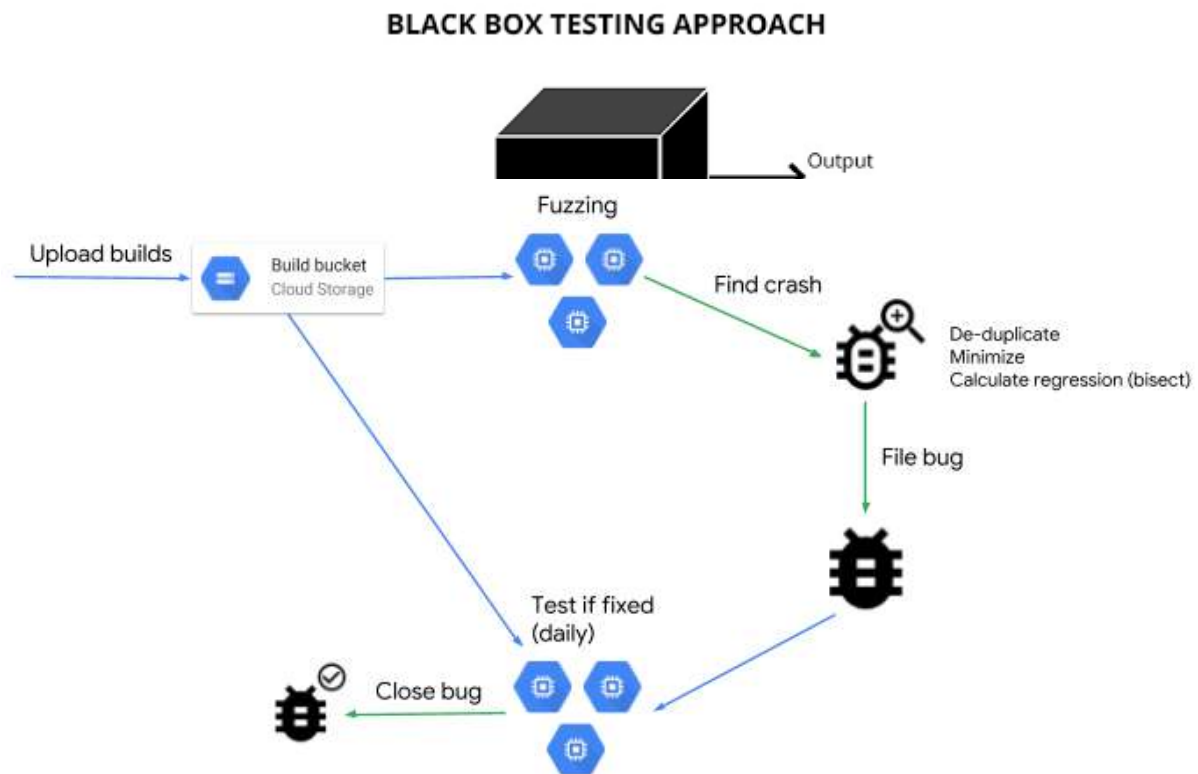 BLACK BOX TESTING APPROACH
Output
Fuzzing
Upload builds
Build bucket
Cloud Storage
Find crash
De-duplicate
Minimize
Calculate regression (bisect)
File bug
Test if fixed
(daily)
Close bug